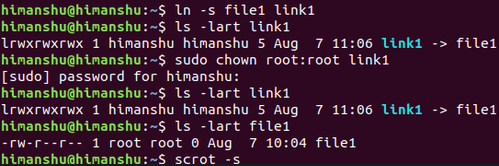 himanshu@himanshu:~$ ln -s file1 link1
himanshu@himanshu:~$ ls -lart link1
lrwxrwxrwx 1 himanshu himanshu 5 Aug  7 11:06 link1 -> file1
himanshu@himanshu:~$ sudo chown root:root link1
[sudo] password for himanshu:
himanshu@himanshu:~$ ls -lart link1
lrwxrwxrwx 1 himanshu himanshu 5 Aug  7 11:06 link1 -> file1
himanshu@himanshu:~$ ls -lart file1
-rw-r--r-- 1 root root 0 Aug  7 10:04 file1
himanshu@himanshu:~$ scrot -s